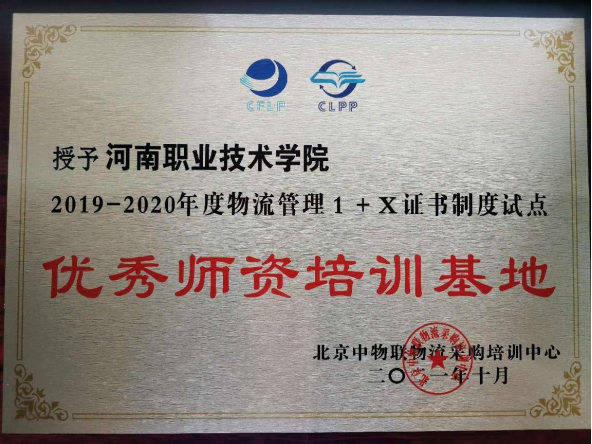 CFLP CLPP
授予 河南职业技术学院
2019-2020年度物流管理1 +X证书制度试点
优秀师资培训基地
北京中物联物流采购培训中心
二〇二一年十月